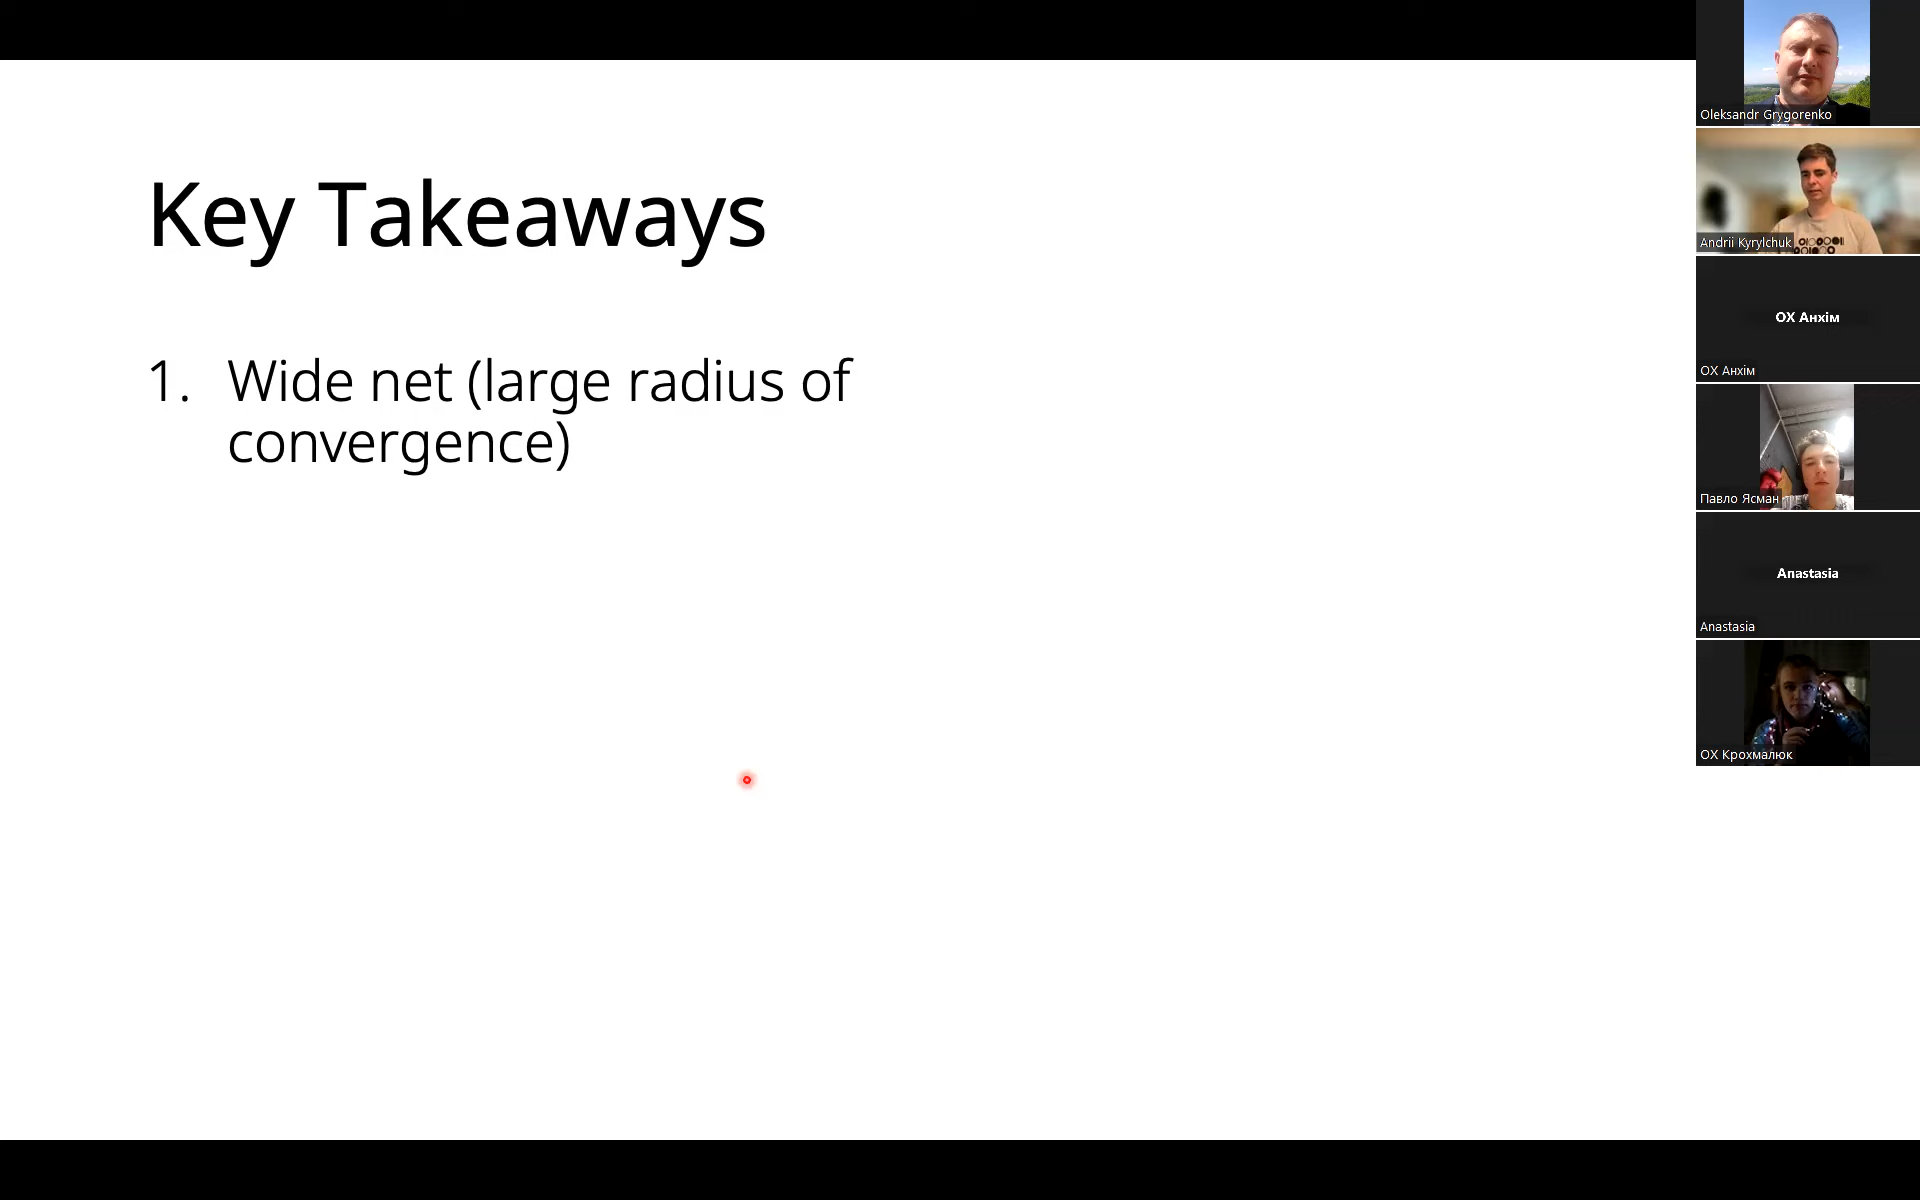 Key Takeaways
1. Wide net (large radius of
convergence)
Oleksandr Grygorenko
Andrii Kyrylchuk
ОХ Анхім
ОХ Анхім
Павло Ясман
Anastasia
Anastasia
ОХ Крохмалюк